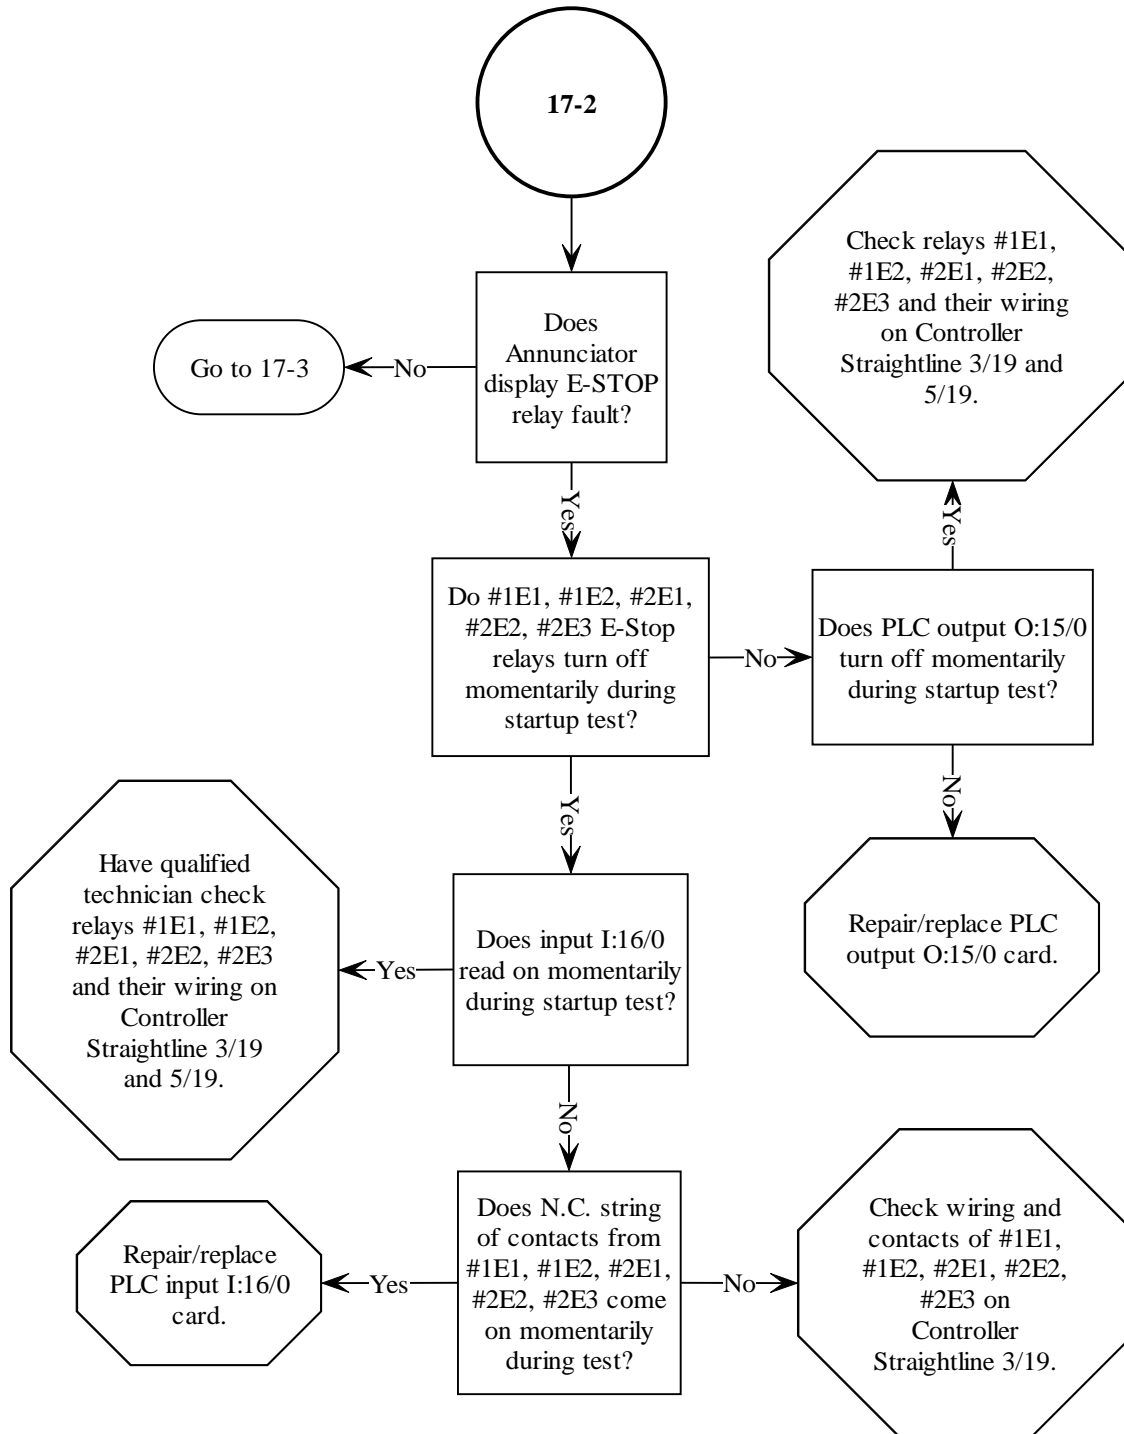 17-2
Check relays #1E1,
#1E2, #2E1, #2E2,
#2E3 and their wiring
on Controller
Straightline 3/19 and
5/19.
Does
Annunciator
display E-STOP
relay fault?
No
Go to 17-3
Yes
Yes
Do #1E1, #1E2, #2E1,
#2E2, #2E3 E-Stop
relays turn off
momentarily during
startup test?
No
Does PLC output O:15/0
turn off momentarily
during startup test?
Yes
No
Have qualified
technician check
relays #1E1, #1E2,
#2E1, #2E2, #2E3
and their wiring on
Controller
Straightline 3/19
and 5/19.
Yes
Does input I:16/0
read on momentarily
during startup test?
Repair/replace PLC
output O:15/0 card.
No
Repair/replace
PLC input I:16/0
card.
Yes
Does N.C. string
of contacts from
#1E1, #1E2, #2E1,
#2E2, #2E3 come
on momentarily
during test?
No
Check wiring and
contacts of #1E1,
#1E2, #2E1, #2E2,
#2E3 on
Controller
Straightline 3/19.